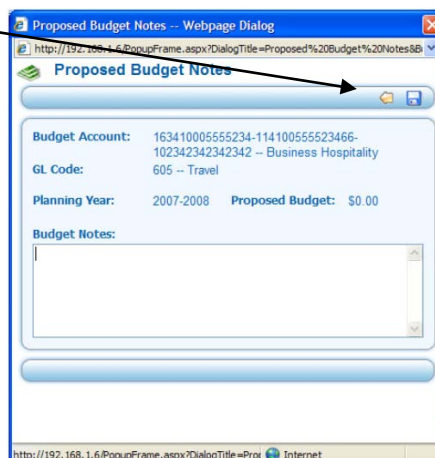 Proposed Budget Notes -- Webpage Dialog
http://192.168.1.6/PopupFrame.aspx?DialogTitle=Proposed%20Budget%20Notes&B
Proposed Budget Notes
Budget Account: 163410005555234-114100555523466-
102342342342342 -- Business Hospitality
GL Code: 605 -- Travel
Planning Year: 2007-2008 Proposed Budget: $0.00
Budget Notes:
http://192.168.1.6/PopupFrame.aspx?DialogTitle=Prop Internet